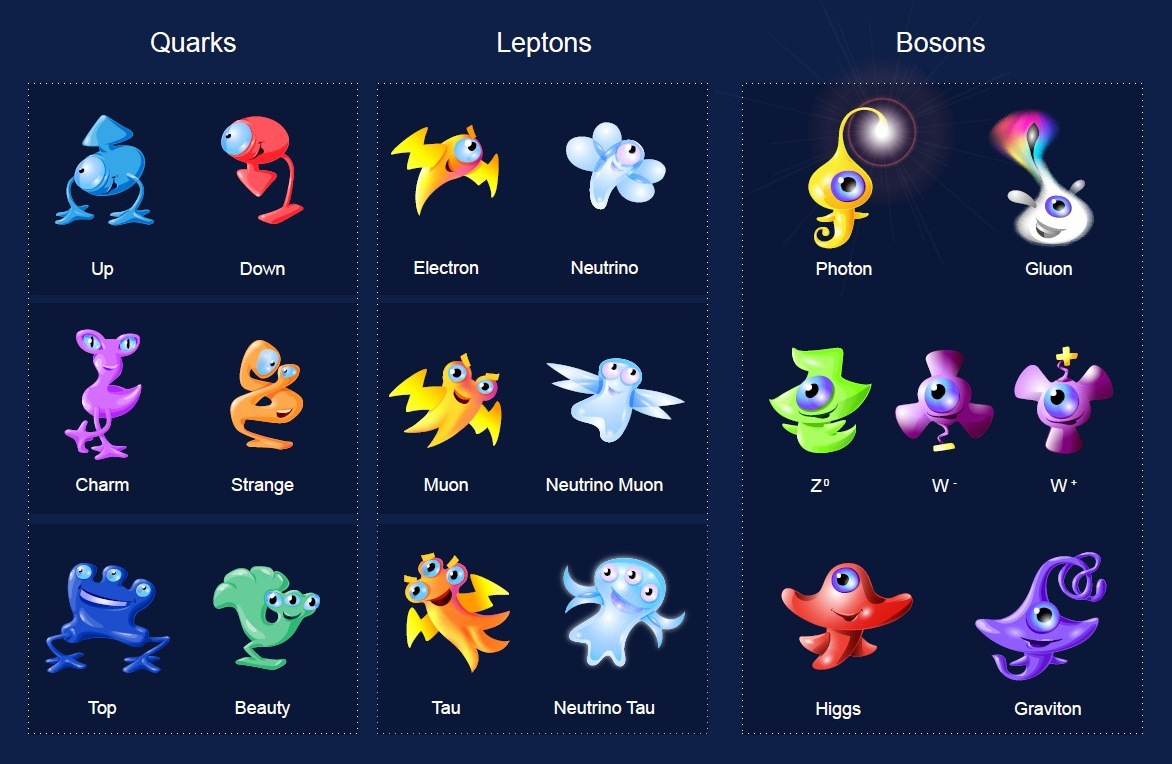 Quarks
Leptons
Bosons
Up
Down
Electron
Neutrino
Photon
Gluon
Charm
Strange
Muon
Neutrino Muon
Z⁰
W⁻
W⁺
Top
Beauty
Tau
Neutrino Tau
Higgs
Graviton